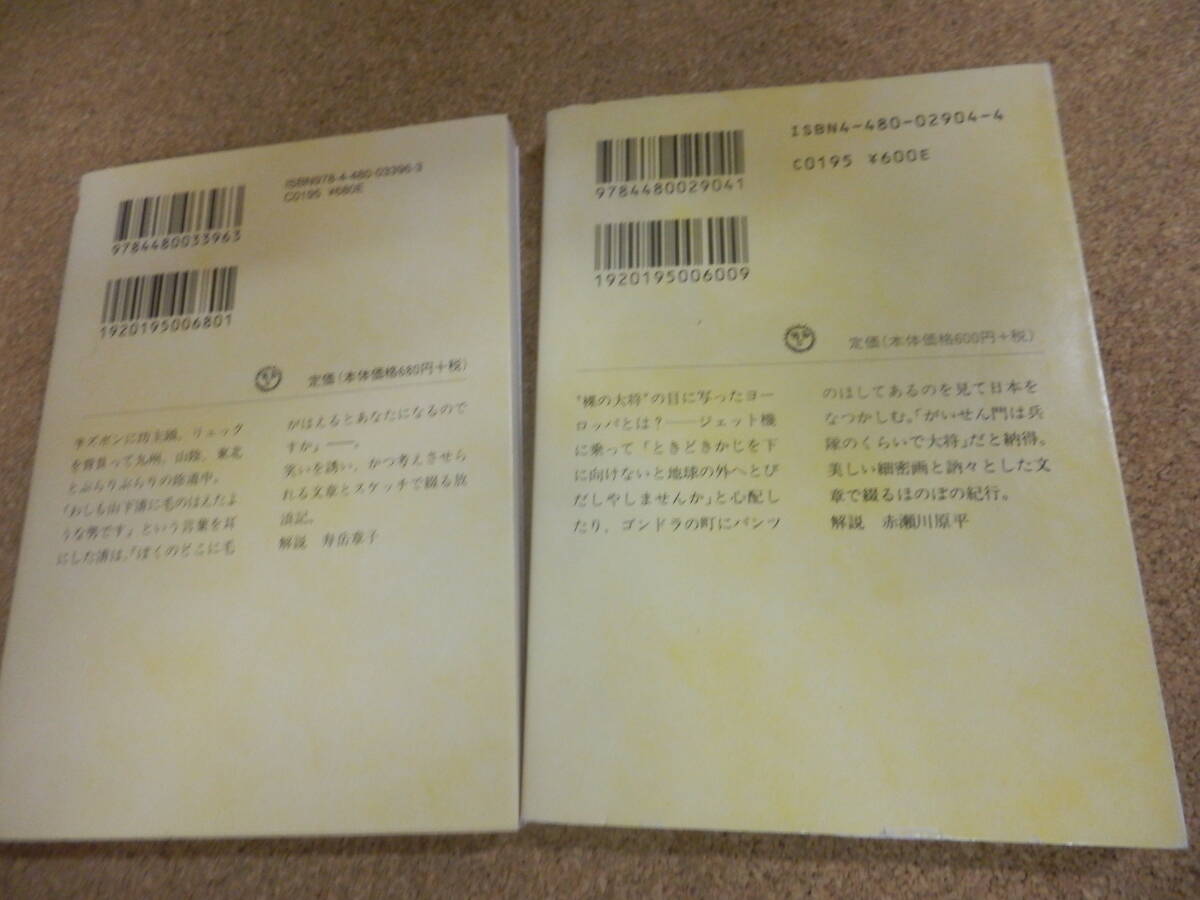 ISBN978-4-480-03396-3
C0195 ¥680E
9784480033963
1920195006801
定価(本体価格680円+税)
半ズボンに坊主頭、リュック
を背負って九州、山陰、東北
とぶらりぶらりの珍道中。
「おしも山下清に毛のはえたよ
うな男です」という言葉を耳
にした清は、「ぼくのどこに毛
がはえるとあなたになるので
すか」――。
笑いを誘い、かつ考えさせら
れる文章とスケッチで綴る放
浪記。
解説 寿岳章子
ISBN4-480-02904-4
C0195 ¥600E
9784480029041
1920195006009
定価(本体価格600円+税)
"裸の大将"の目に写ったヨー
ロッパとは?――ジェット機
に乗って「ときどきかじを下
に向けないと地球の外へとび
だしやしませんか」と心配し
たり、ゴンドラの町にパンツ
のほしてあるのを見て日本を
なつかしむ。「がいせん門は兵
隊のくらいで大将」だと納得。
美しい細密画と訥々とした文
章で綴るほのぼの紀行。
解説 赤瀬川原平